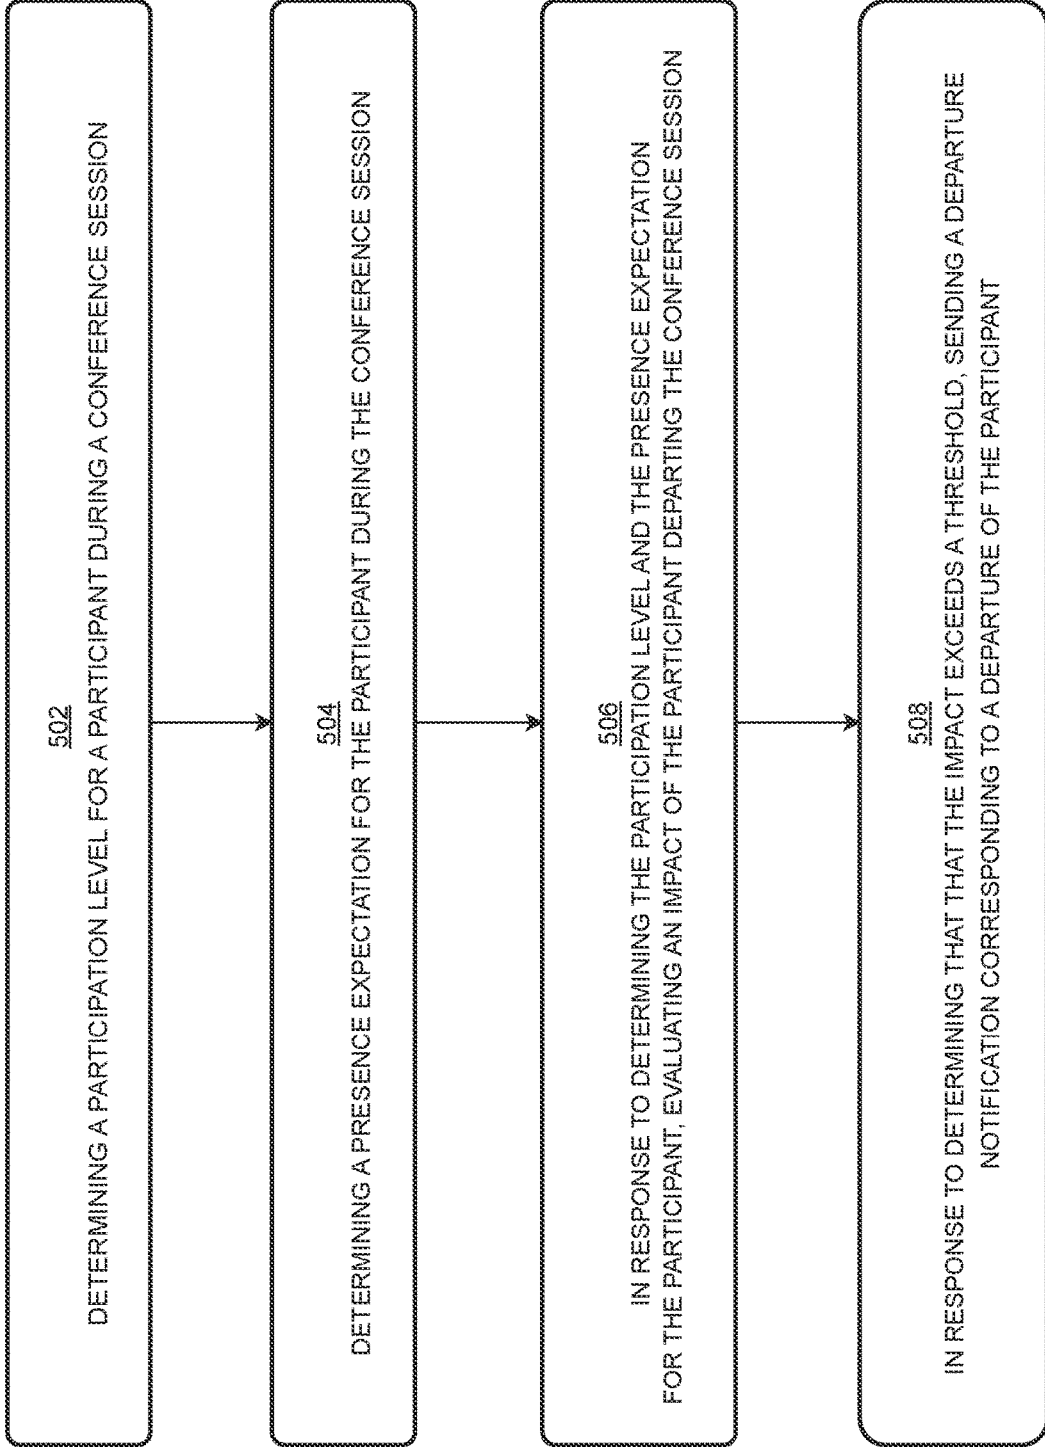 502
DETERMINING A PARTICIPATION LEVEL FOR A PARTICIPANT DURING A CONFERENCE SESSION
504
DETERMINING A PRESENCE EXPECTATION FOR THE PARTICIPANT DURING THE CONFERENCE SESSION
506
IN RESPONSE TO DETERMINING THE PARTICIPATION LEVEL AND THE PRESENCE EXPECTATION
FOR THE PARTICIPANT, EVALUATING AN IMPACT OF THE PARTICIPANT DEPARTING THE CONFERENCE SESSION
508
IN RESPONSE TO DETERMINING THAT THAT THE IMPACT EXCEEDS A THRESHOLD, SENDING A DEPARTURE
NOTIFICATION CORRESPONDING TO A DEPARTURE OF THE PARTICIPANT